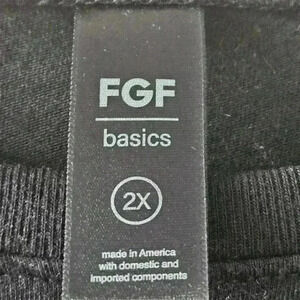 FGF
basics
2X
made in America
with domestic and
imported components